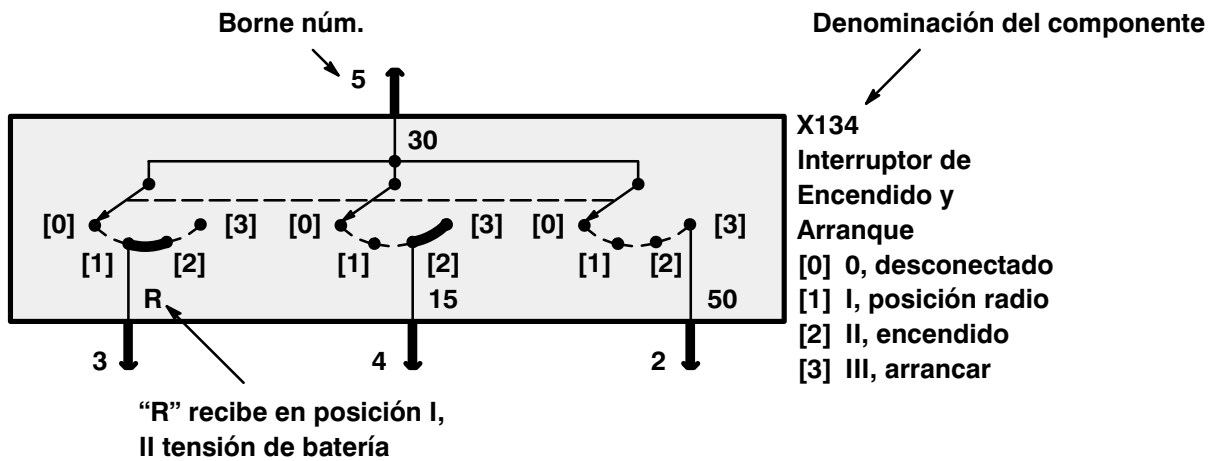 Borne núm.
Denominación del componente
5
30
X134
Interruptor de
Encendido y
Arranque
[0] 0, desconectado
[1] I, posición radio
[2] II, encendido
[3] III, arrancar
[0] [3] [0] [3] [0] [3]
[1] [2] [1] [2] [1] [2]
R 15 50
3 4 2
“R” recibe en posición I,
II tensión de batería